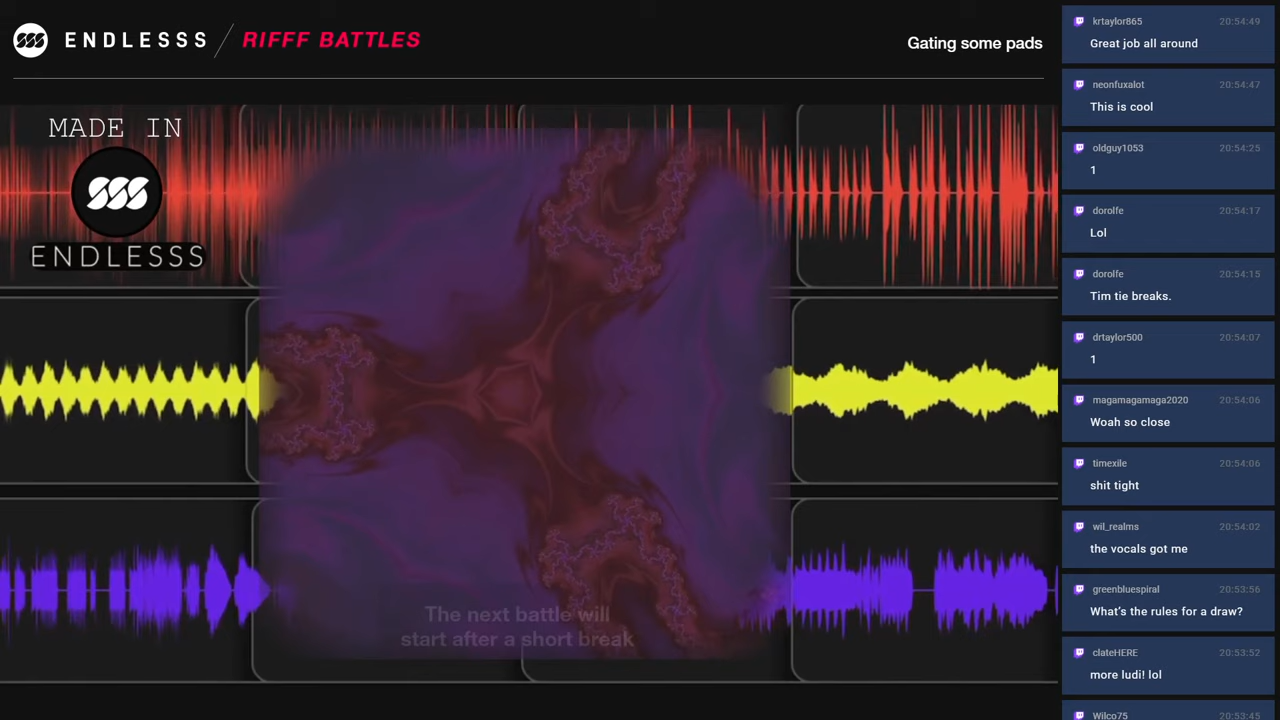 ENDLESSS / RIFFF BATTLES
Gating some pads
MADE IN
ENDLESSS
The next battle will
start after a short break
krtaylor865 20:54:49
Great job all around
neonfuxalot 20:54:47
This is cool
oldguy1053 20:54:25
1
dorolfe 20:54:17
Lol
dorolfe 20:54:15
Tim tie breaks.
drtaylor500 20:54:07
1
magamagamaga2020 20:54:06
Woah so close
timexile 20:54:06
shit tight
wil_realms 20:54:02
the vocals got me
greenbluespiral 20:53:56
What's the rules for a draw?
clateHERE 20:53:52
more ludi! lol
Wilco75 20:53:45